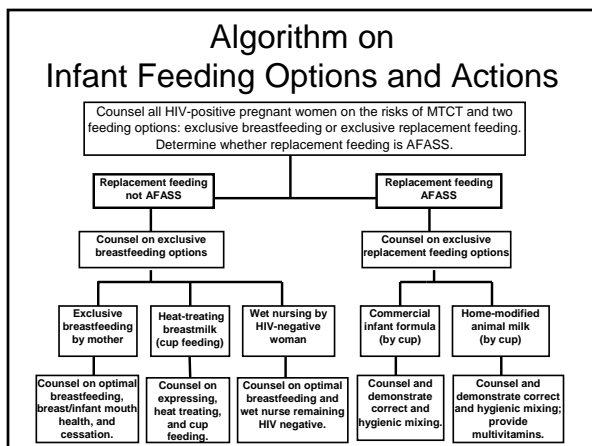 Algorithm on
Infant Feeding Options and Actions
Counsel all HIV-positive pregnant women on the risks of MTCT and two
feeding options: exclusive breastfeeding or exclusive replacement feeding.
Determine whether replacement feeding is AFASS.
Replacement feeding
not AFASS
Replacement feeding
AFASS
Counsel on exclusive
breastfeeding options
Counsel on exclusive
replacement feeding options
Exclusive
breastfeeding
by mother
Heat-treating
breastmilk
(cup feeding)
Wet nursing by
HIV-negative
woman
Commercial
infant formula
(by cup)
Home-modified
animal milk
(by cup)
Counsel on optimal
breastfeeding,
breast/infant mouth
health, and
cessation.
Counsel on
expressing,
heat treating,
and cup
feeding.
Counsel on optimal
breastfeeding and
wet nurse remaining
HIV negative.
Counsel and
demonstrate
correct and
hygienic mixing.
Counsel and
demonstrate correct
and hygienic mixing;
provide
multivitamins.